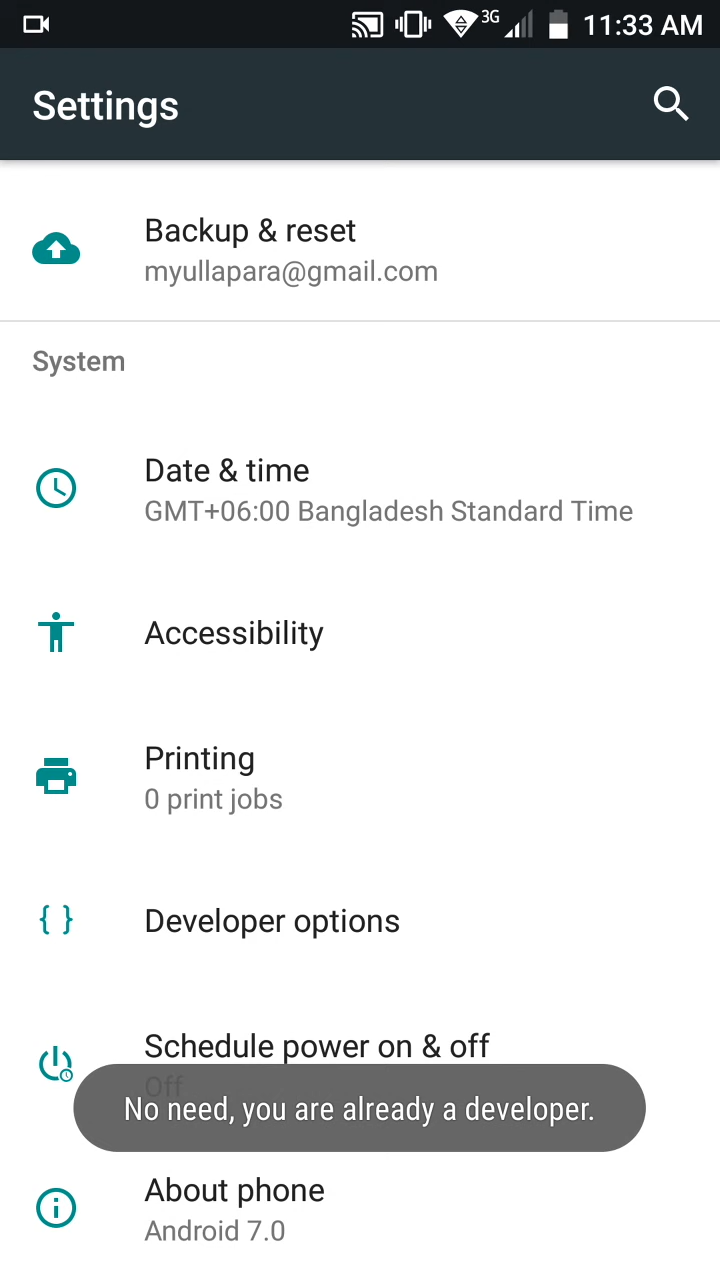 3G 11:33 AM
Settings
Backup & reset
myullapara@gmail.com
System
Date & time
GMT+06:00 Bangladesh Standard Time
Accessibility
Printing
0 print jobs
{ } Developer options
Schedule power on & off
Off
No need, you are already a developer.
About phone
Android 7.0